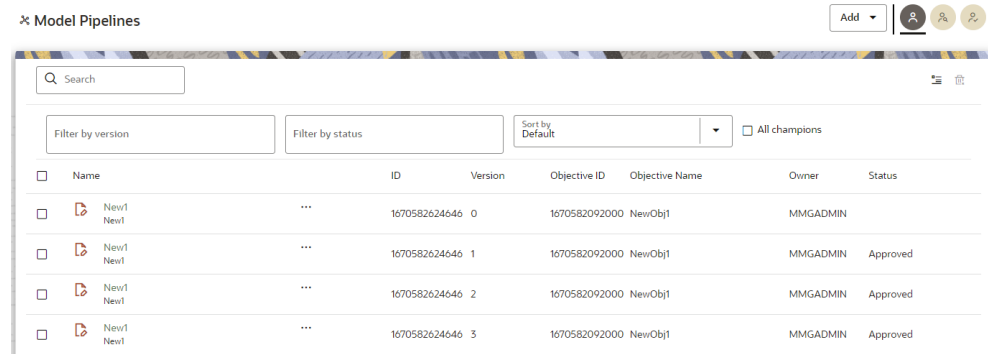 Model Pipelines
Add
Search
Filter by version
Filter by status
Sort by
Default
All champions
Name ID Version Objective ID Objective Name Owner Status
New1 ... 1670582624646 0 1670582092000 NewObj1 MMGADMIN
New1
New1 ... 1670582624646 1 1670582092000 NewObj1 MMGADMIN Approved
New1
New1 ... 1670582624646 2 1670582092000 NewObj1 MMGADMIN Approved
New1
New1 ... 1670582624646 3 1670582092000 NewObj1 MMGADMIN Approved
New1